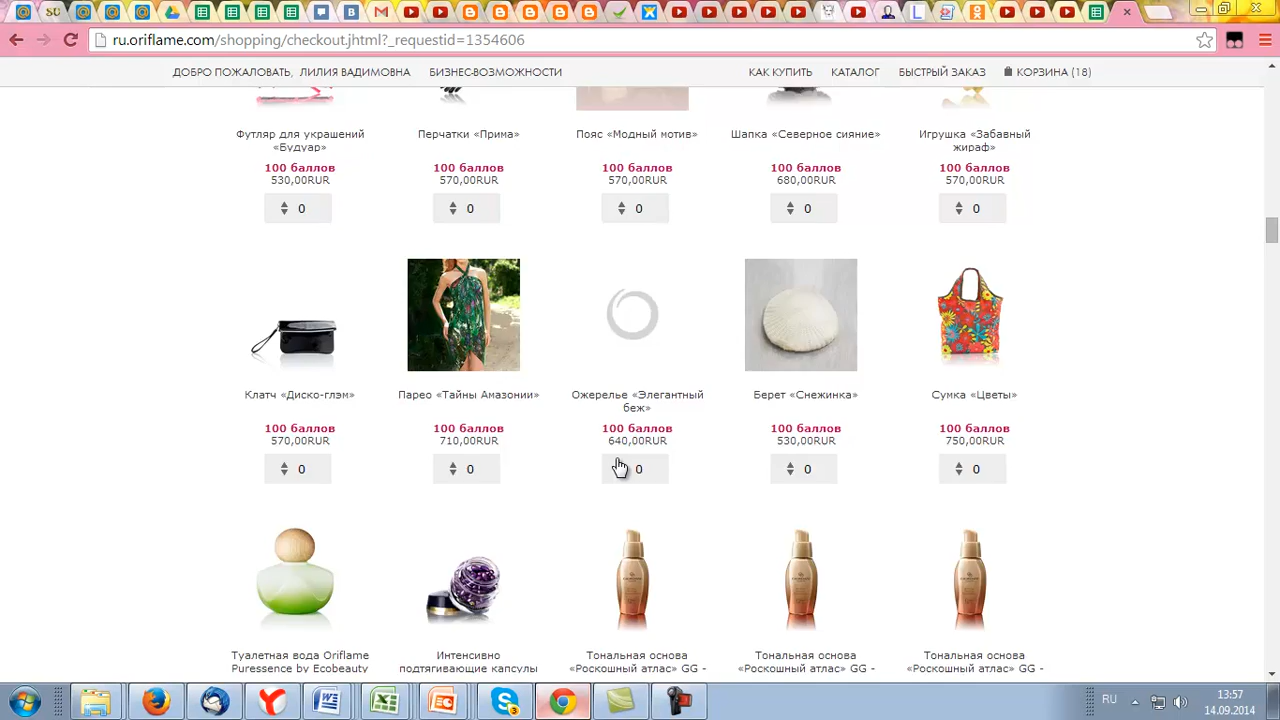 ru.oriflame.com/shopping/checkout.jhtml?_requestid=1354606
ДОБРО ПОЖАЛОВАТЬ, ЛИЛИЯ ВАДИМОВНА БИЗНЕС-ВОЗМОЖНОСТИ КАК КУПИТЬ КАТАЛОГ БЫСТРЫЙ ЗАКАЗ КОРЗИНА (18)
Футляр для украшений «Будуар»
100 баллов
530,00RUR
0
Перчатки «Прима»
100 баллов
570,00RUR
0
Пояс «Модный мотив»
100 баллов
570,00RUR
0
Шапка «Северное сияние»
100 баллов
680,00RUR
0
Игрушка «Забавный жираф»
100 баллов
570,00RUR
0
Клатч «Диско-глэм»
100 баллов
570,00RUR
0
Парео «Тайны Амазонии»
100 баллов
710,00RUR
0
Ожерелье «Элегантный беж»
100 баллов
640,00RUR
0
Берет «Снежинка»
100 баллов
530,00RUR
0
Сумка «Цветы»
100 баллов
750,00RUR
0
Туалетная вода Oriflame
Puressence by Ecobeauty
Интенсивно
подтягивающие капсулы
Тональная основа
«Роскошный атлас» GG -
Тональная основа
«Роскошный атлас» GG -
Тональная основа
«Роскошный атлас» GG -
RU
13:57
14.09.2014